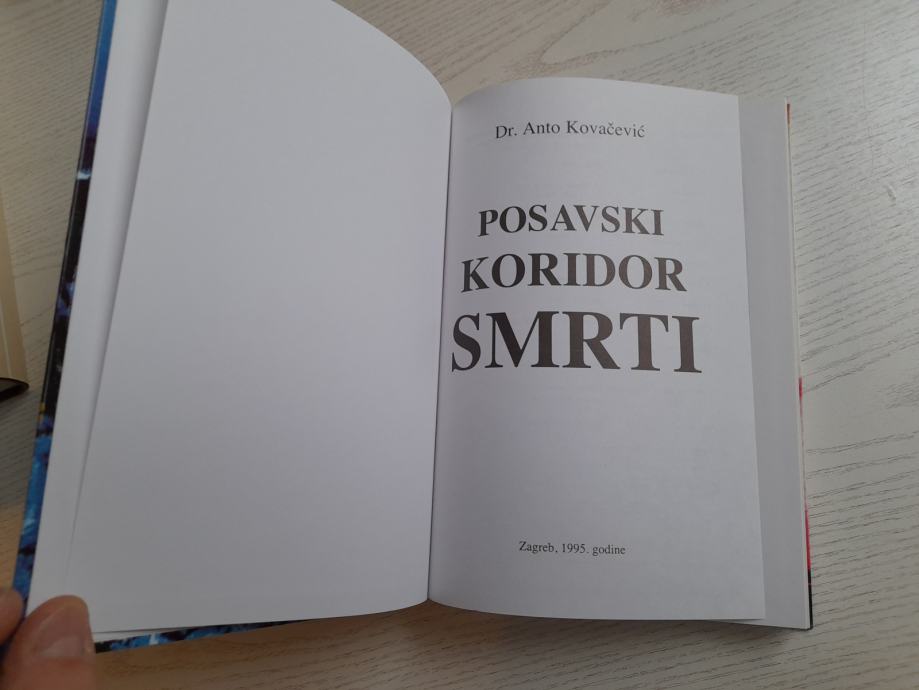 Dr. Anto Kovačević
POSAVSKI
KORIDOR
SMRTI
Zagreb, 1995. godine